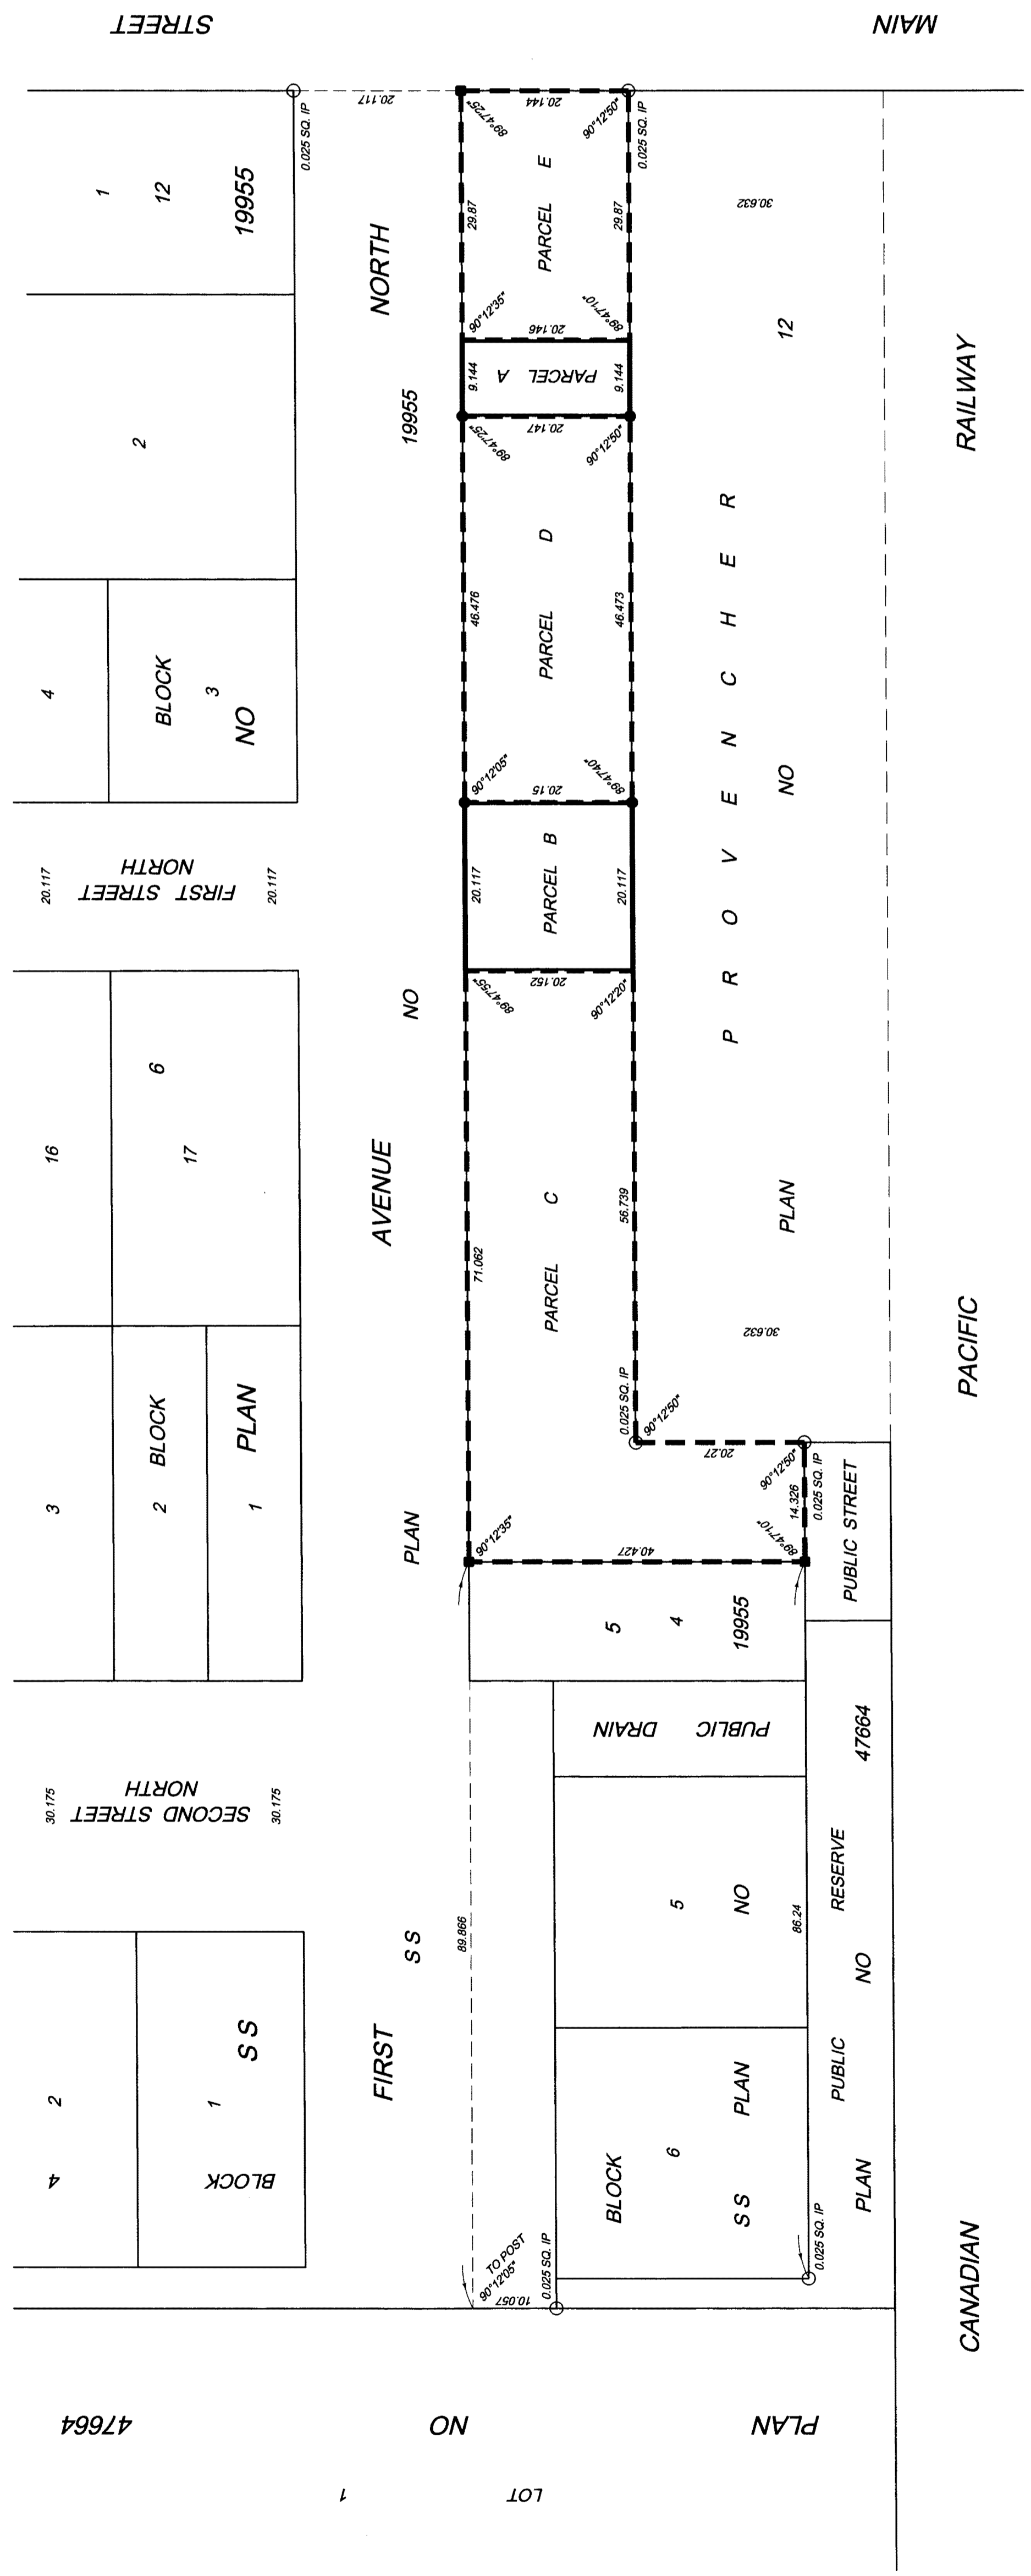 STREET
MAIN
1
12
19955
0.025 SQ. IP
20.117
NORTH
19955
89°47'25"
20.144
90°12'50"
0.025 SQ. IP
29.87
PARCEL E
29.87
90°12'35"
20.146
89°47'10"
9.144
PARCEL A
9.144
89°47'25"
20.147
90°12'50"
30.632
12
RAILWAY
2
4
BLOCK
3
NO
46.476
PARCEL D
46.473
90°12'05"
20.15
89°47'40"
PROVENCHER
NO
20.117
FIRST STREET
NORTH
20.117
20.117
PARCEL B
20.117
89°47'55"
20.152
90°12'20"
NO
16
6
17
AVENUE
71.062
PARCEL C
56.739
PLAN
30.632
PACIFIC
3
BLOCK
2
PLAN
1
PLAN
0.025 SQ. IP
90°12'50"
20.27
90°12'50"
14.326
0.025 SQ. IP
89°47'10"
90°12'35"
40.427
PUBLIC STREET
5
4
19955
PUBLIC DRAIN
47664
30.175
SECOND STREET
NORTH
30.175
S S
89.866
5
NO
86.24
RESERVE
NO
FIRST
2
4
1
BLOCK
S S
BLOCK
6
PLAN
S S
PUBLIC
PLAN
TO POST
90°12'05"
10.057
0.025 SQ. IP
0.025 SQ. IP
CANADIAN
47664
NO
PLAN
1
LOT